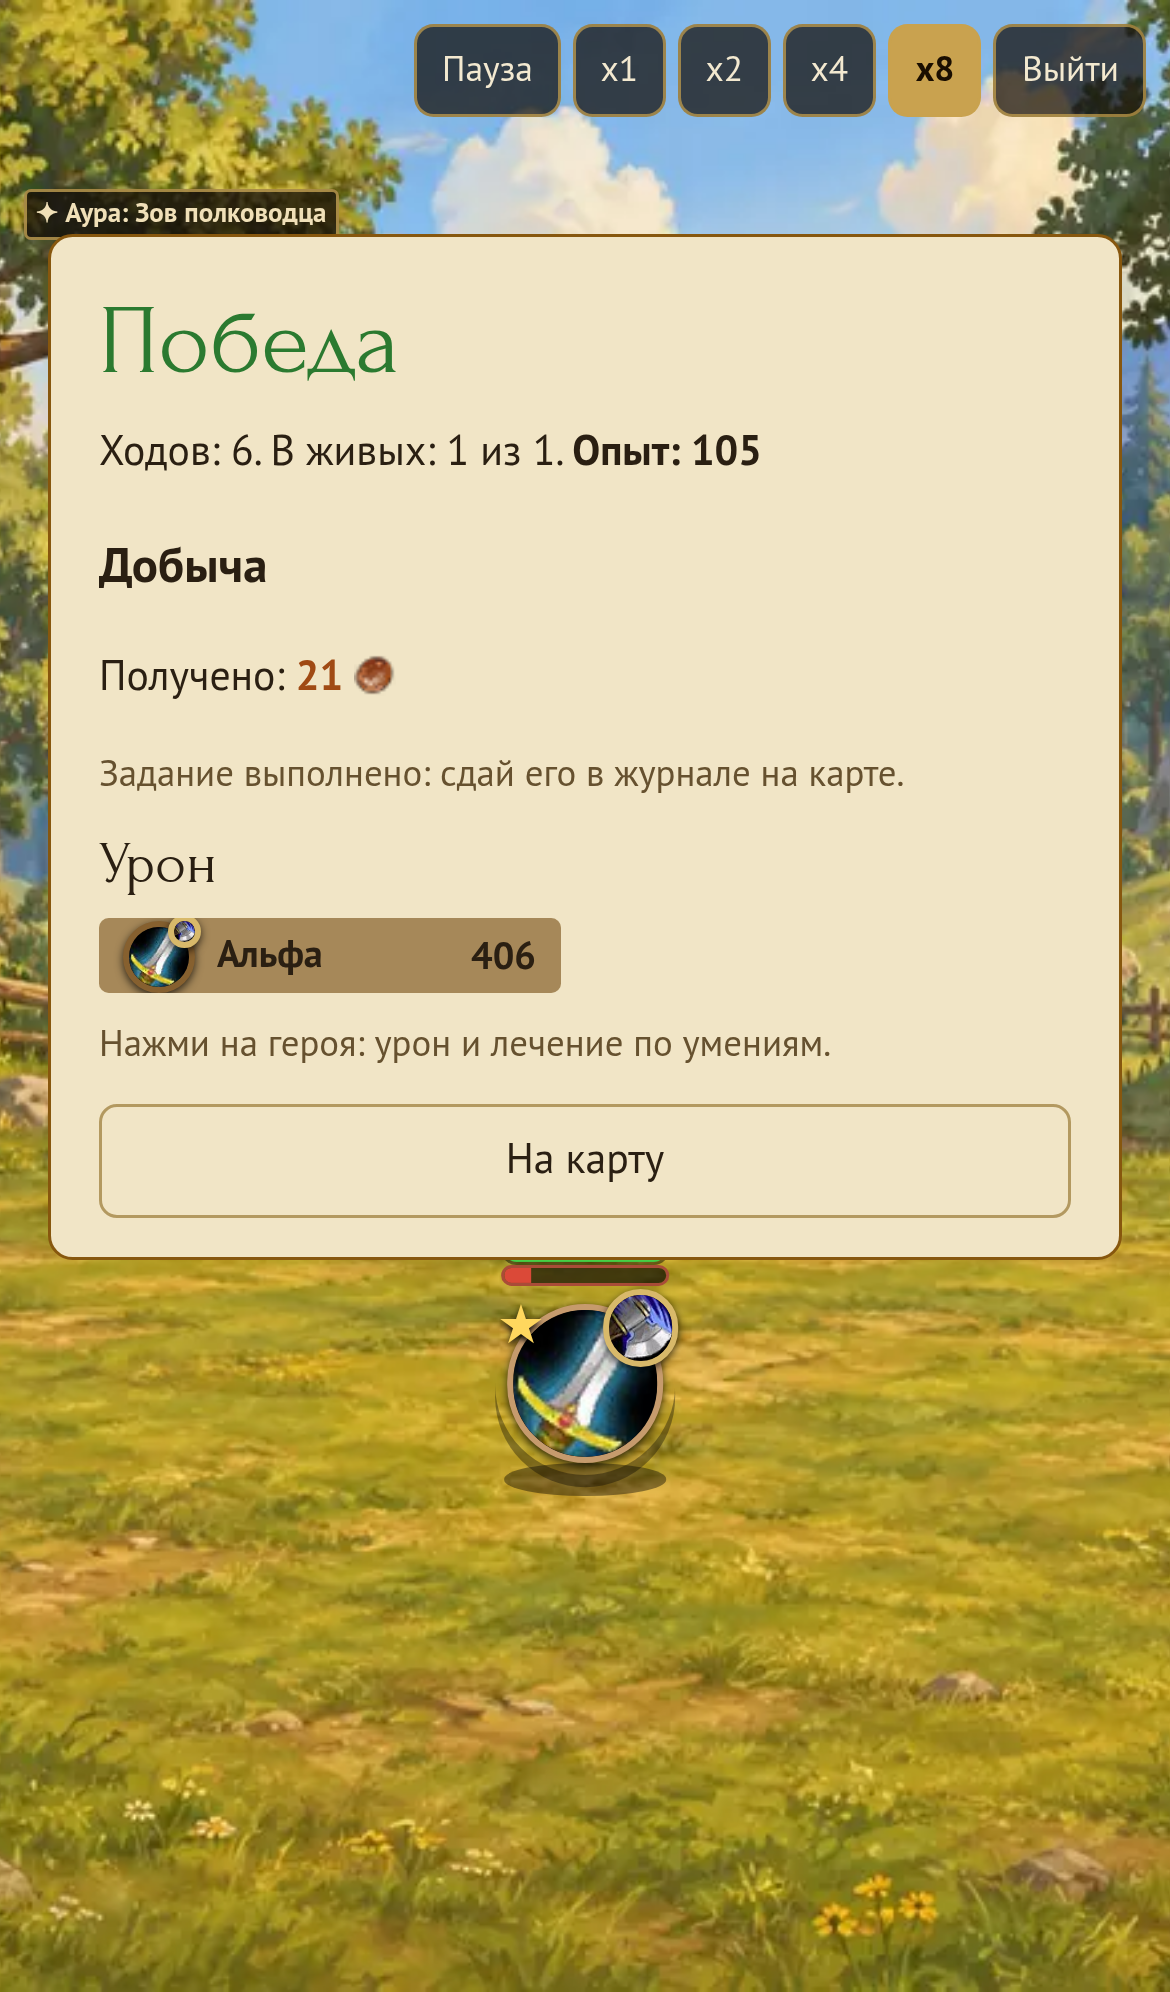 Пауза x1 x2 x4 x8 Выйти
✦ Аура: Зов полководца
Победа
Ходов: 6. В живых: 1 из 1. Опыт: 105
Добыча
Получено: 21
Задание выполнено: сдай его в журнале на карте.
Урон
Альфа 406
Нажми на героя: урон и лечение по умениям.
На карту